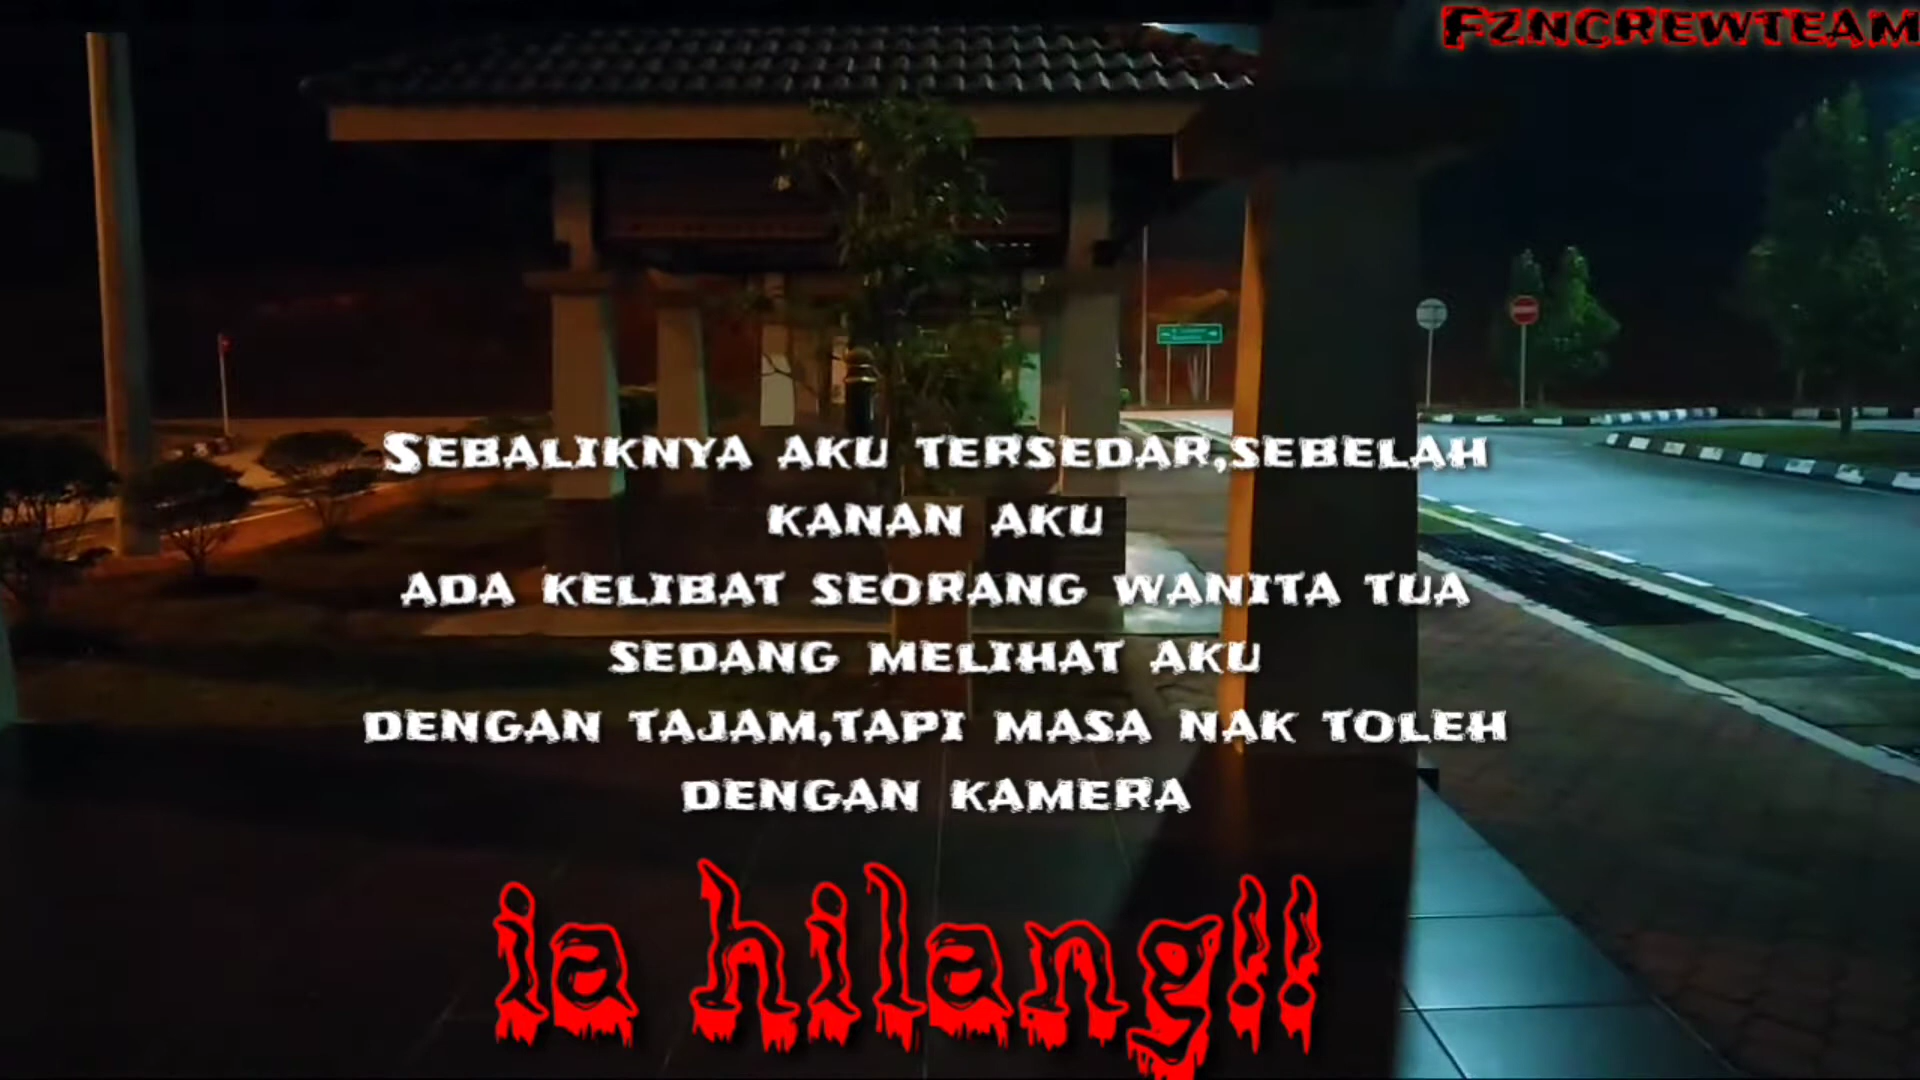 Fzncrewteam
Sebaliknya aku tersedar,sebelah
kanan aku
ada kelibat seorang wanita tua
sedang melihat aku
dengan tajam,tapi masa nak toleh
dengan kamera
ia hilang!!